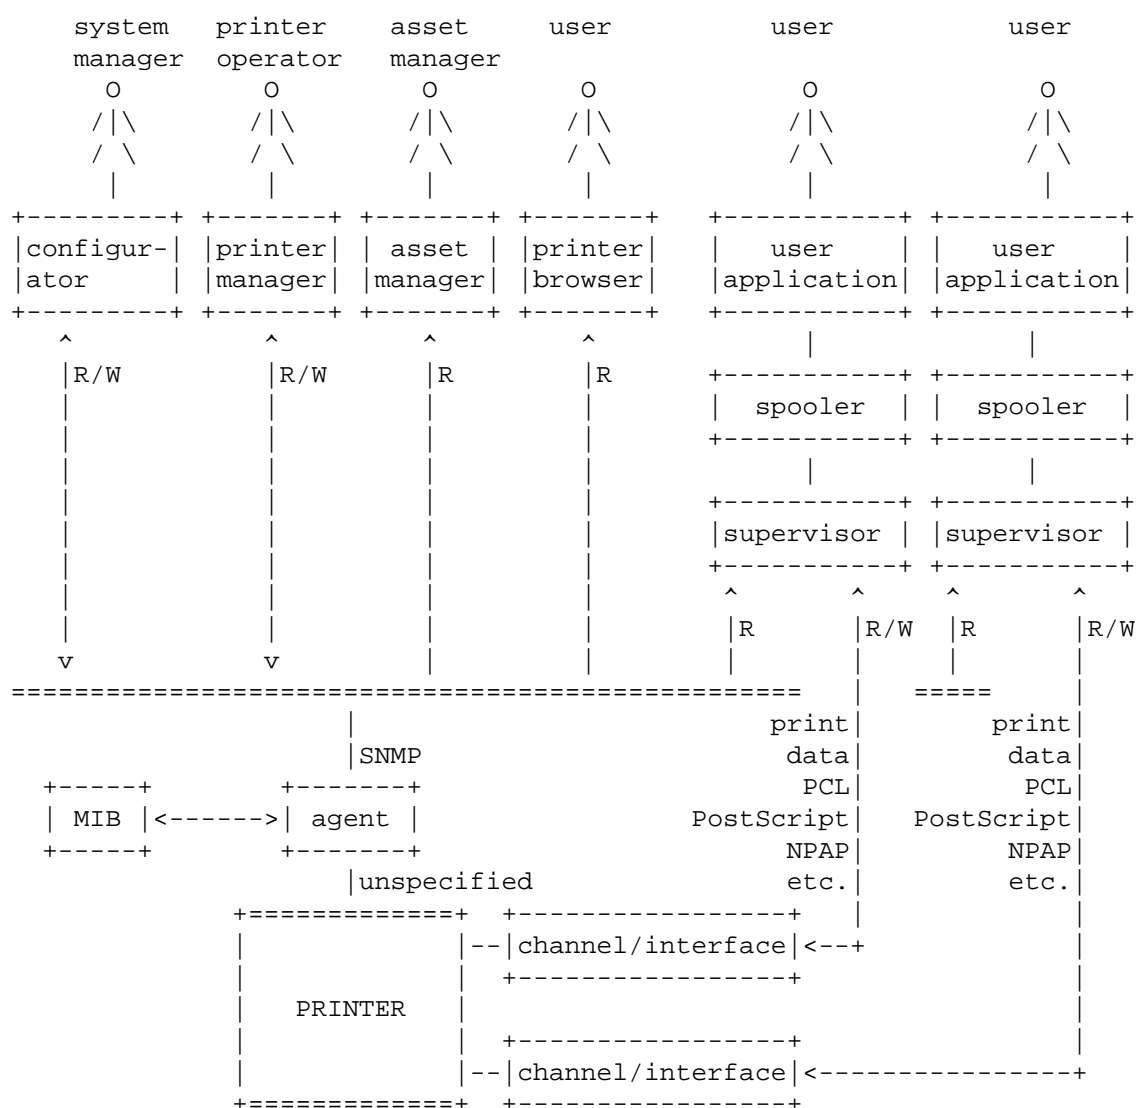 system printer asset user user user
manager operator manager
O O O O O O
/|\ /|\ /|\ /|\ /|\ /|\
/ \ / \ / \ / \ / \ / \
| | | | | |
+---------+ +-------+ +-------+ +-------+ +-----------+ +-----------+
|configur-| |printer| | asset | |printer| | user | | user |
|ator | |manager| |manager| |browser| |application| |application|
+---------+ +-------+ +-------+ +-------+ +-----------+ +-----------+
^ ^ ^ ^ | |
|R/W |R/W |R |R +-----------+ +-----------+
| | | | | spooler | | spooler |
| | | | +-----------+ +-----------+
| | | | | |
| | | | +-----------+ +-----------+
| | | | |supervisor | |supervisor |
| | | | +-----------+ +-----------+
| | | | ^ ^ ^ ^
| | | | |R |R/W |R |R/W
v v | | | | | |
================================================== | ===== |
| print| print|
|SNMP data| data|
+-----+ +-------+ PCL| PCL|
| MIB |<------>| agent | PostScript| PostScript|
+-----+ +-------+ NPAP| NPAP|
|unspecified etc.| etc.|
+=============+ +-----------------+ | |
| |--|channel/interface|<--+ |
| | +-----------------+ |
| PRINTER | |
| | +-----------------+ |
| |--|channel/interface|<----------------+
+=============+ +-----------------+